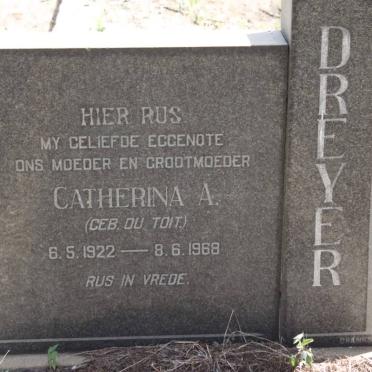 HIER RUS
MY GELIEFDE EGGENOTE
ONS MOEDER EN GROOTMOEDER
CATHERINA A.
(GEB. DU TOIT.)
6.5.1922 — 8.6.1968
RUS IN VREDE.
DREYER